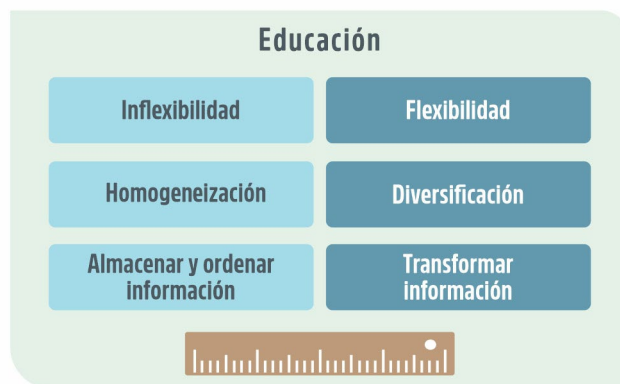 Educación
Inflexibilidad
Flexibilidad
Homogeneización
Diversificación
Almacenar y ordenar
información
Transformar
información